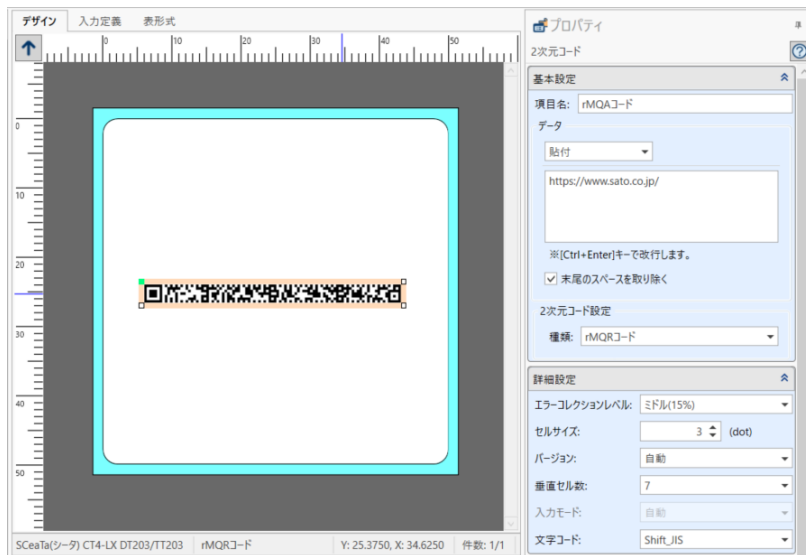 デザイン 入力定義 表形式
0 10 20 30 40 50
0
10
20
30
40
50
SCeaTa(シータ) CT4-LX DT203/TT203 rMQRコード Y: 25.3750, X: 34.6250 件数: 1/1
プロパティ
2次元コード
基本設定
項目名: rMQAコード
データ
貼付
https://www.sato.co.jp/
※[Ctrl+Enter]キーで改行します。
末尾のスペースを取り除く
2次元コード設定
種類: rMQRコード
詳細設定
エラーコレクションレベル: ミドル(15%)
セルサイズ: 3 (dot)
バージョン: 自動
垂直セル数: 7
入力モード: 自動
文字コード: Shift_JIS